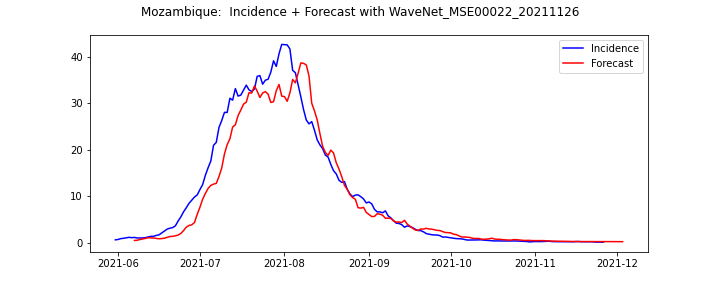 Mozambique:  Incidence + Forecast with WaveNet_MSE00022_20211126
Incidence
Forecast
40
30
20
10
0
2021-06 2021-07 2021-08 2021-09 2021-10 2021-11 2021-12